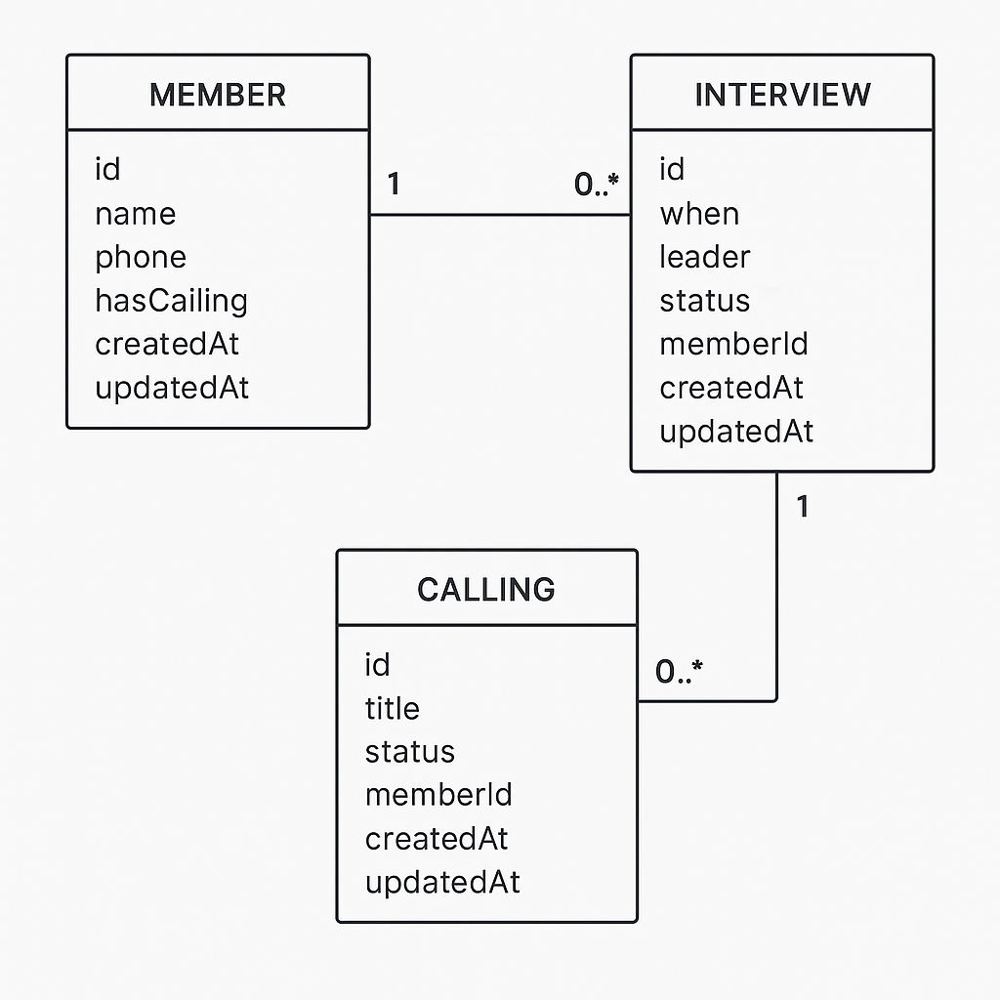 MEMBER
id
name
phone
hasCailing
createdAt
updatedAt
1
0..*
INTERVIEW
id
when
leader
status
memberId
createdAt
updatedAt
1
0..*
CALLING
id
title
status
memberId
createdAt
updatedAt